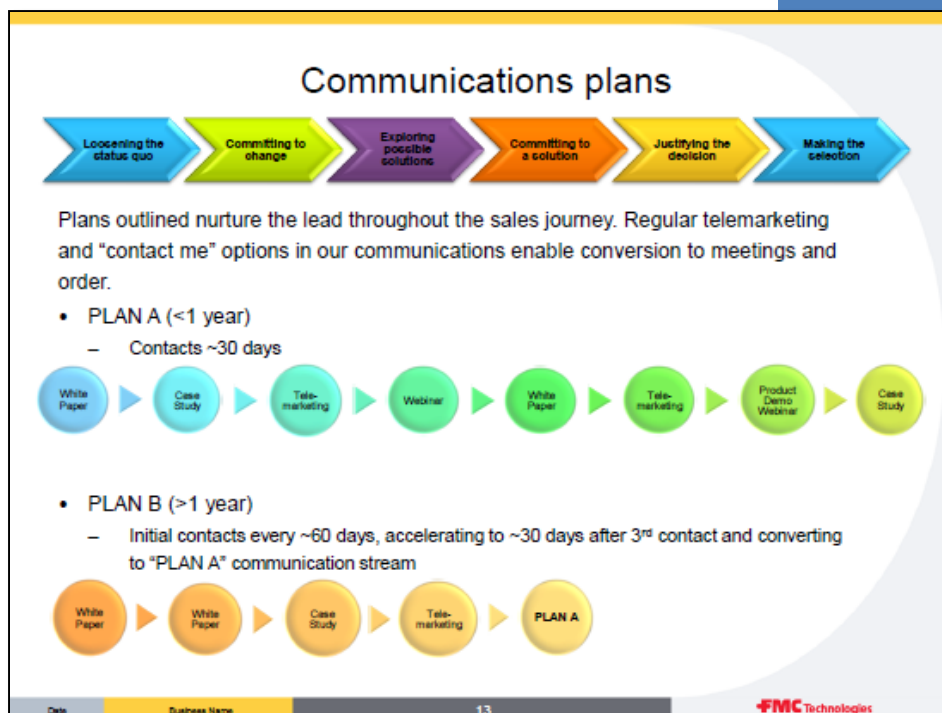 Communications plans
Loosening the
status quo
Committing to
change
Exploring
possible
solutions
Committing to
a solution
Justifying the
decision
Making the
selection
Plans outlined nurture the lead throughout the sales journey. Regular telemarketing
and “contact me” options in our communications enable conversion to meetings and
order.
• PLAN A (<1 year)
– Contacts ~30 days
White
Paper
Case
Study
Tele-
marketing
Webinar
White
Paper
Tele-
marketing
Product
Demo
Webinar
Case
Study
• PLAN B (>1 year)
– Initial contacts every ~60 days, accelerating to ~30 days after 3rd contact and converting
to “PLAN A” communication stream
White
Paper
White
Paper
Case
Study
Tele-
marketing
PLAN A
Date
Business Name
13
FMC Technologies